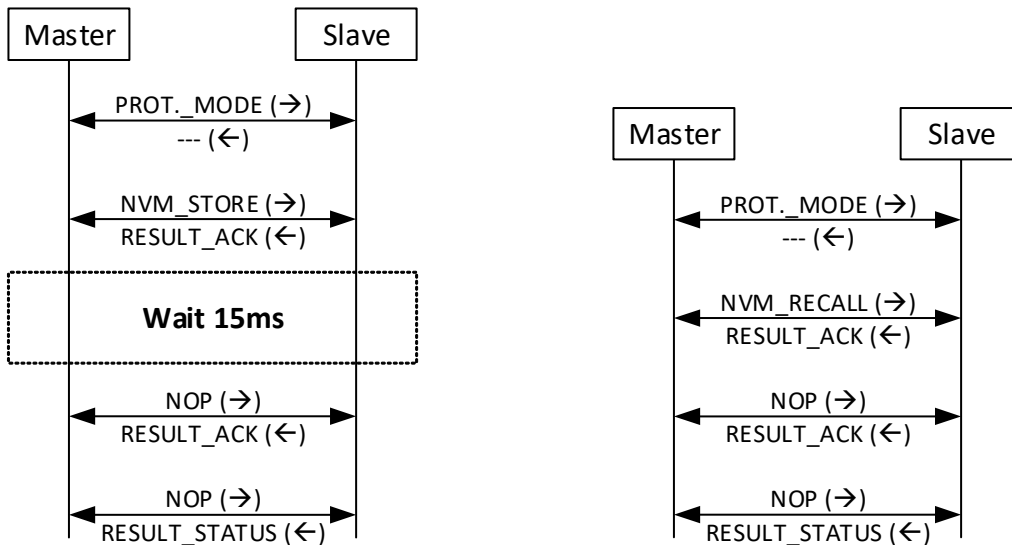 Master
Slave
PROT._MODE (→)
--- (←)
NVM_STORE (→)
RESULT_ACK (←)
Wait 15ms
NOP (→)
RESULT_ACK (←)
NOP (→)
RESULT_STATUS (←)
Master
Slave
PROT._MODE (→)
--- (←)
NVM_RECALL (→)
RESULT_ACK (←)
NOP (→)
RESULT_ACK (←)
NOP (→)
RESULT_STATUS (←)